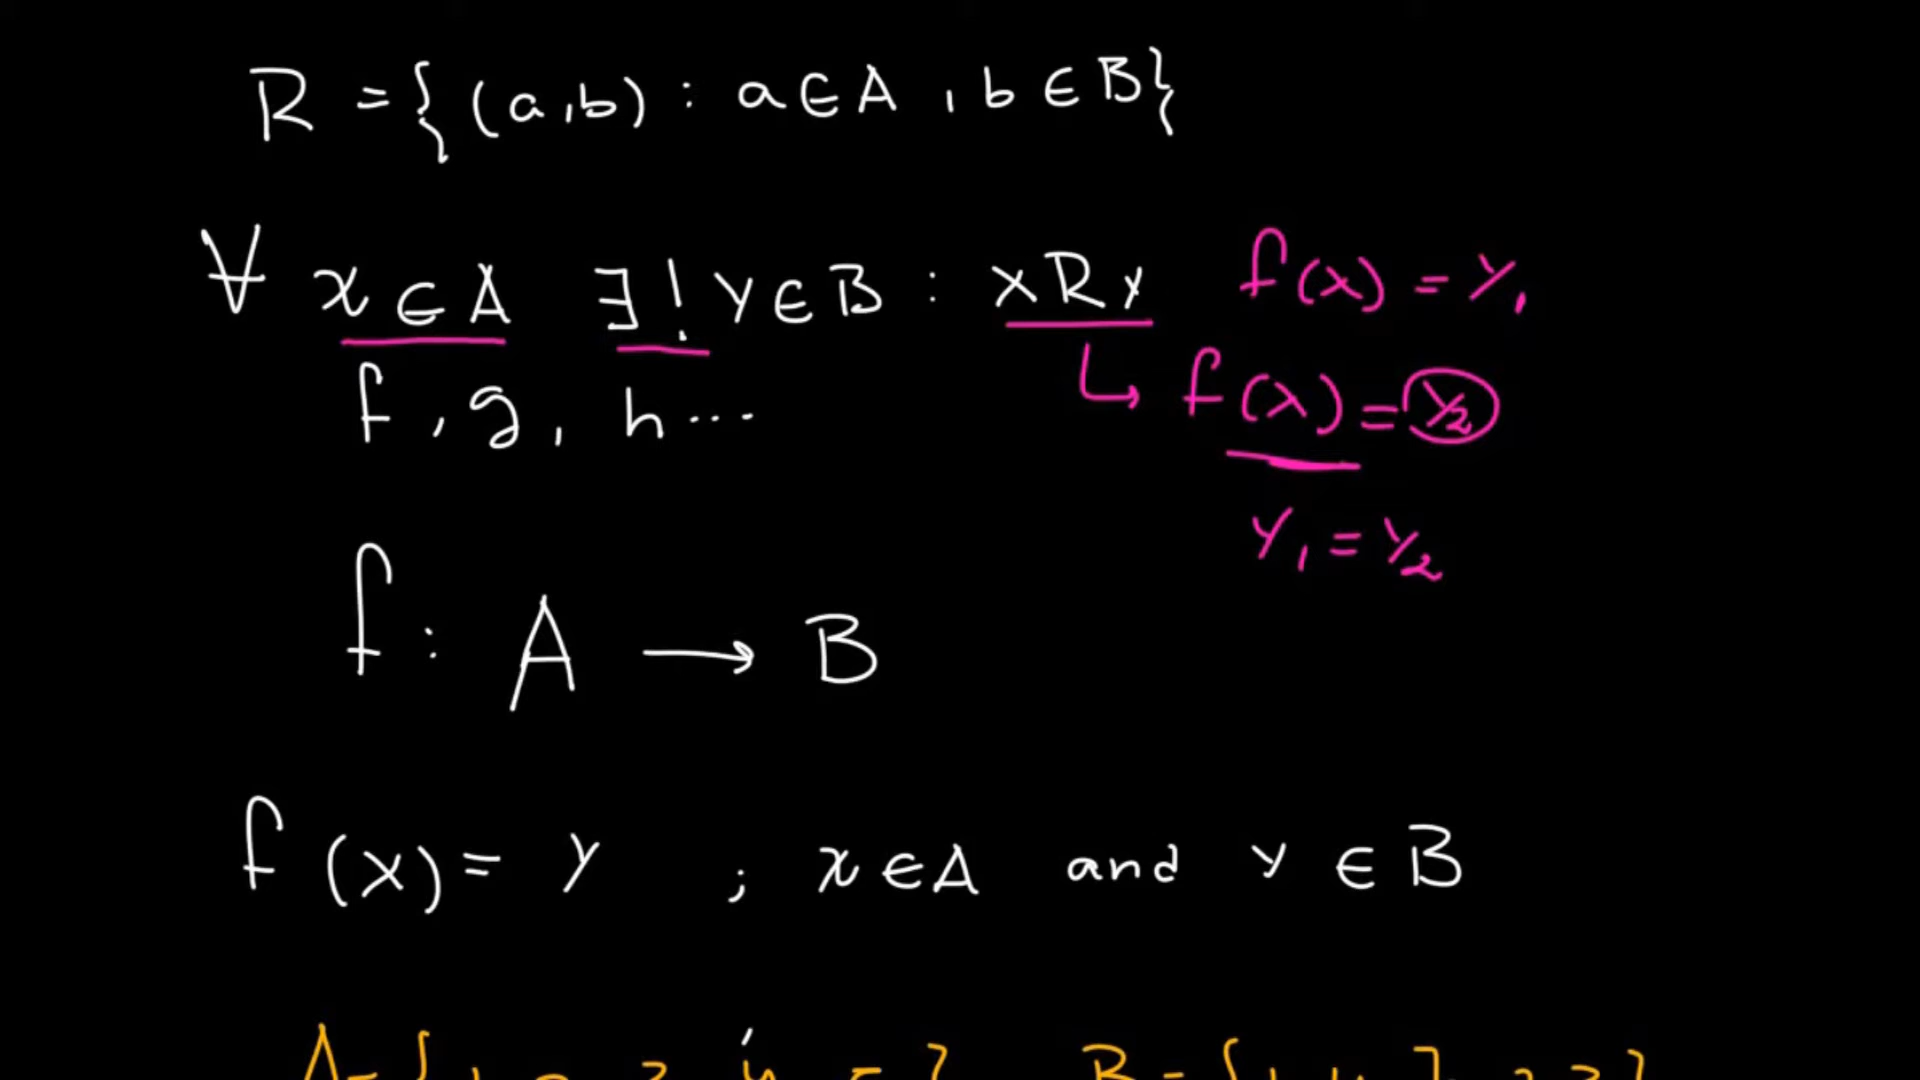 R = {(a,b) : a ∈ A , b ∈ B}
∀ x ∈ A ∃! y ∈ B : xRy f(x) = y₁
f, g, h... ↳ f(x) = y₂
y₁ = y₂
f : A → B
f(x) = y ; x ∈ A and y ∈ B
A = { B = {